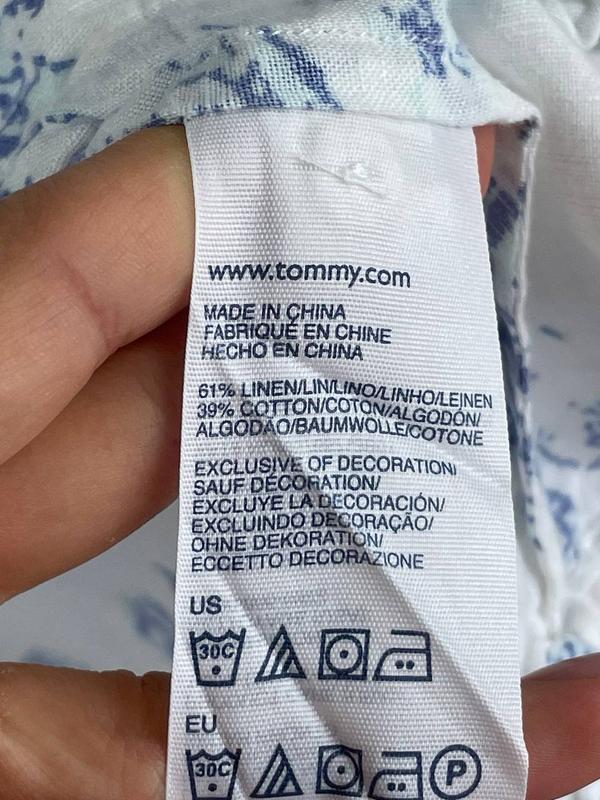 www.tommy.com
MADE IN CHINA
FABRIQUÉ EN CHINE
HECHO EN CHINA
61% LINEN/LIN/LINO/LINHO/LEINEN
39% COTTON/COTON/ALGODÓN/
ALGODÃO/BAUMWOLLE/COTONE
EXCLUSIVE OF DECORATION/
SAUF DÉCORATION/
EXCLUYE LA DECORACIÓN/
EXCLUINDO DECORAÇÃO/
OHNE DEKORATION/
ECCETTO DECORAZIONE
US
30C
EU
30C P